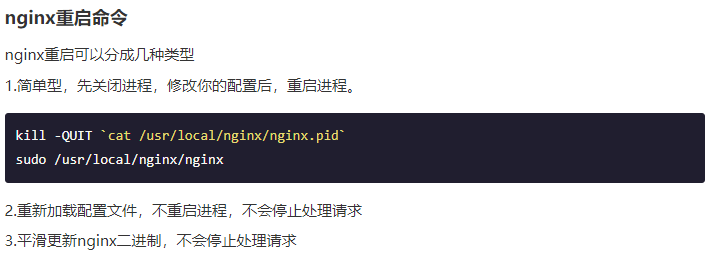 nginx重启命令
nginx重启可以分成几种类型
1.简单型，先关闭进程，修改你的配置后，重启进程。
kill -QUIT `cat /usr/local/nginx/nginx.pid`
sudo /usr/local/nginx/nginx
2.重新加载配置文件，不重启进程，不会停止处理请求
3.平滑更新nginx二进制，不会停止处理请求